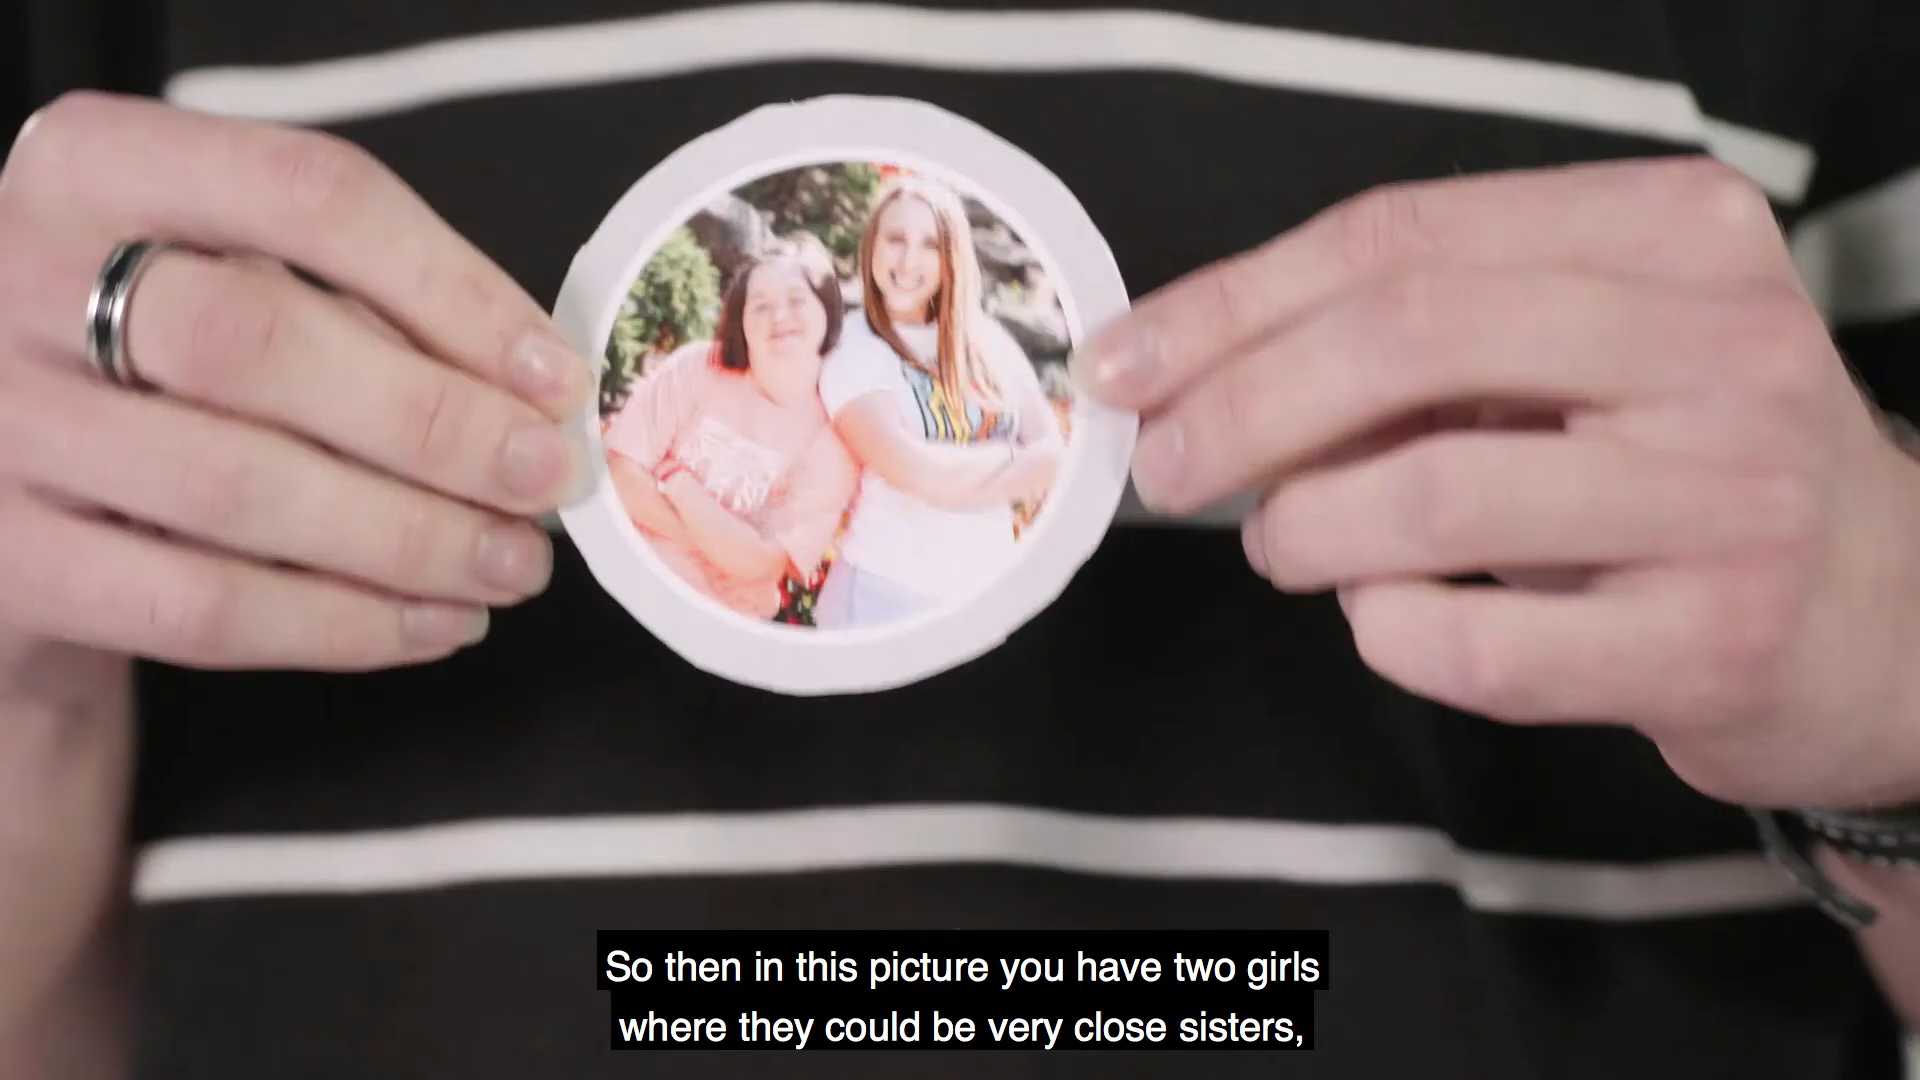 So then in this picture you have two girls
where they could be very close sisters,